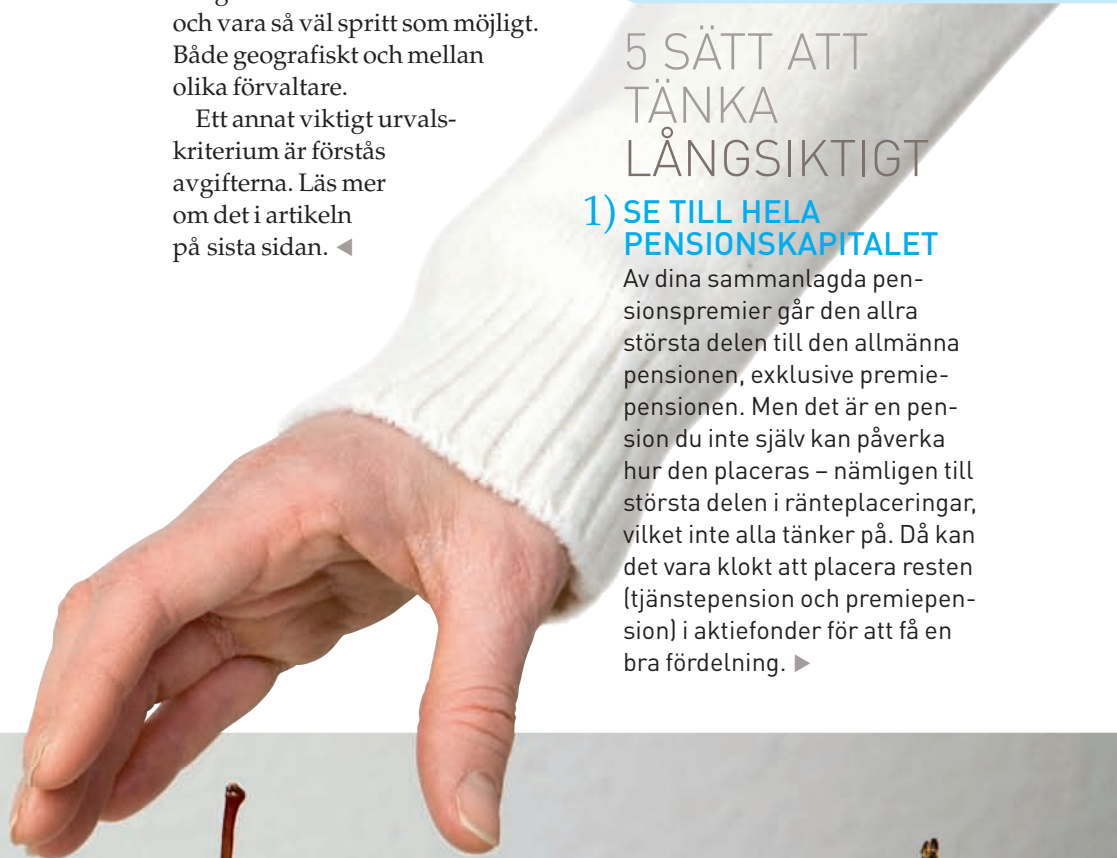 och vara så väl spritt som möjligt.
Både geografiskt och mellan
olika förvaltare.
Ett annat viktigt urvals-
kriterium är förstås
avgifterna. Läs mer
om det i artikeln
på sista sidan. ◀
5 SÄTT ATT
TÄNKA
LÅNGSIKTIGT
1) SE TILL HELA
PENSIONSKAPITALET
Av dina sammanlagda pen-
sionspremier går den allra
största delen till den allmänna
pensionen, exklusive premie-
pensionen. Men det är en pen-
sion du inte själv kan påverka
hur den placeras – nämligen till
största delen i ränteplaceringar,
vilket inte alla tänker på. Då kan
det vara klokt att placera resten
(tjänstepension och premiepen-
sion) i aktiefonder för att få en
bra fördelning. ▶